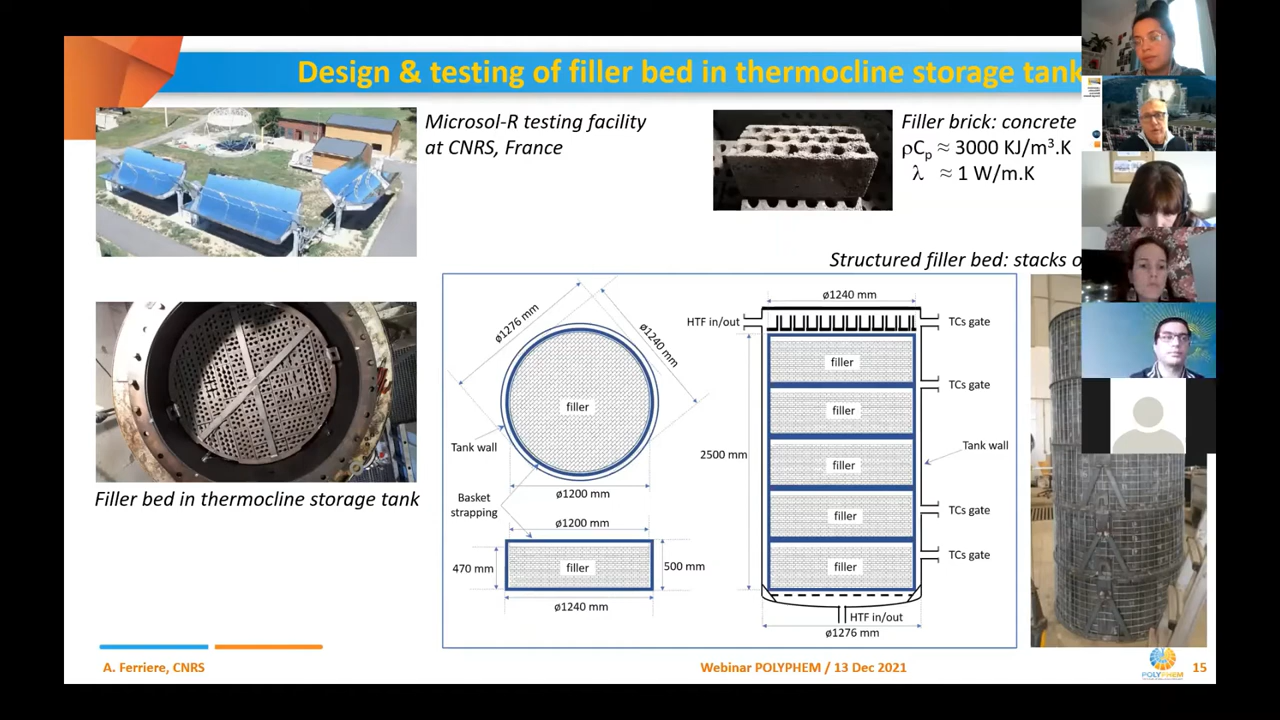 Design & testing of filler bed in thermocline storage tank
Microsol-R testing facility
at CNRS, France
Filler brick: concrete
ρCp ≈ 3000 KJ/m³.K
λ ≈ 1 W/m.K
Structured filler bed: stacks
Filler bed in thermocline storage tank
ø1276 mm
ø1240 mm
filler
Tank wall
ø1200 mm
Basket
strapping
ø1200 mm
470 mm
filler
500 mm
ø1240 mm
ø1240 mm
HTF in/out
TCs gate
filler
TCs gate
filler
Tank wall
2500 mm
filler
filler
TCs gate
filler
TCs gate
HTF in/out
ø1276 mm
A. Ferriere, CNRS
Webinar POLYPHEM / 13 Dec 2021
POLYPHEM
15